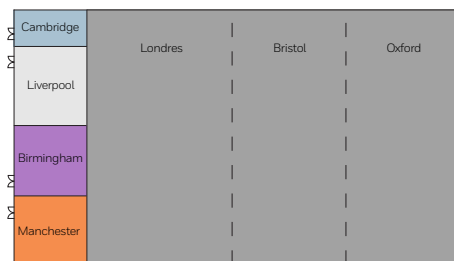 Cambridge
Londres
Bristol
Oxford
Liverpool
Birmingham
Manchester